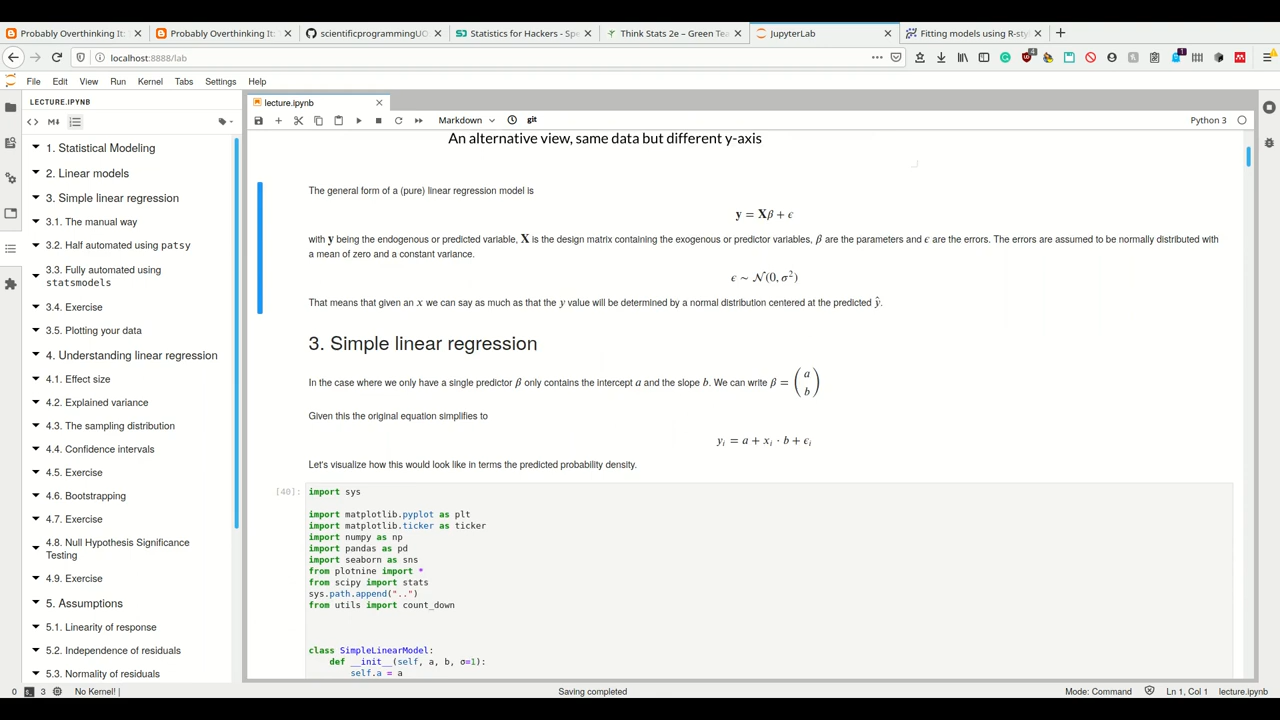 Probably Overthinking It:
Probably Overthinking It:
scientificprogrammingUO
Statistics for Hackers - Spe
Think Stats 2e – Green Tea
JupyterLab
Fitting models using R-styl
localhost:8888/lab
File Edit View Run Kernel Tabs Settings Help
LECTURE.IPYNB
1. Statistical Modeling
2. Linear models
3. Simple linear regression
3.1. The manual way
3.2. Half automated using patsy
3.3. Fully automated using
statsmodels
3.4. Exercise
3.5. Plotting your data
4. Understanding linear regression
4.1. Effect size
4.2. Explained variance
4.3. The sampling distribution
4.4. Confidence intervals
4.5. Exercise
4.6. Bootstrapping
4.7. Exercise
4.8. Null Hypothesis Significance
Testing
4.9. Exercise
5. Assumptions
5.1. Linearity of response
5.2. Independence of residuals
5.3. Normality of residuals
lecture.ipynb
Markdown
git
Python 3
An alternative view, same data but different y-axis
The general form of a (pure) linear regression model is
y = Xβ + ϵ
with y being the endogenous or predicted variable, X is the design matrix containing the exogenous or predictor variables, β are the parameters and ϵ are the errors. The errors are assumed to be normally distributed with
a mean of zero and a constant variance.
ϵ ∼ 𝒩(0, σ²)
That means that given an x we can say as much as that the y value will be determined by a normal distribution centered at the predicted ŷ.
3. Simple linear regression
In the case where we only have a single predictor β only contains the intercept a and the slope b. We can write β = (a
b)
Given this the original equation simplifies to
yᵢ = a + xᵢ · b + ϵᵢ
Let's visualize how this would look like in terms the predicted probability density.
[40]:
import sys
import matplotlib.pyplot as plt
import matplotlib.ticker as ticker
import numpy as np
import pandas as pd
import seaborn as sns
from plotnine import *
from scipy import stats
sys.path.append("..")
from utils import count_down
class SimpleLinearModel:
def __init__(self, a, b, σ=1):
self.a = a
0 3 No Kernel! |
Saving completed
Mode: Command
Ln 1, Col 1
lecture.ipynb